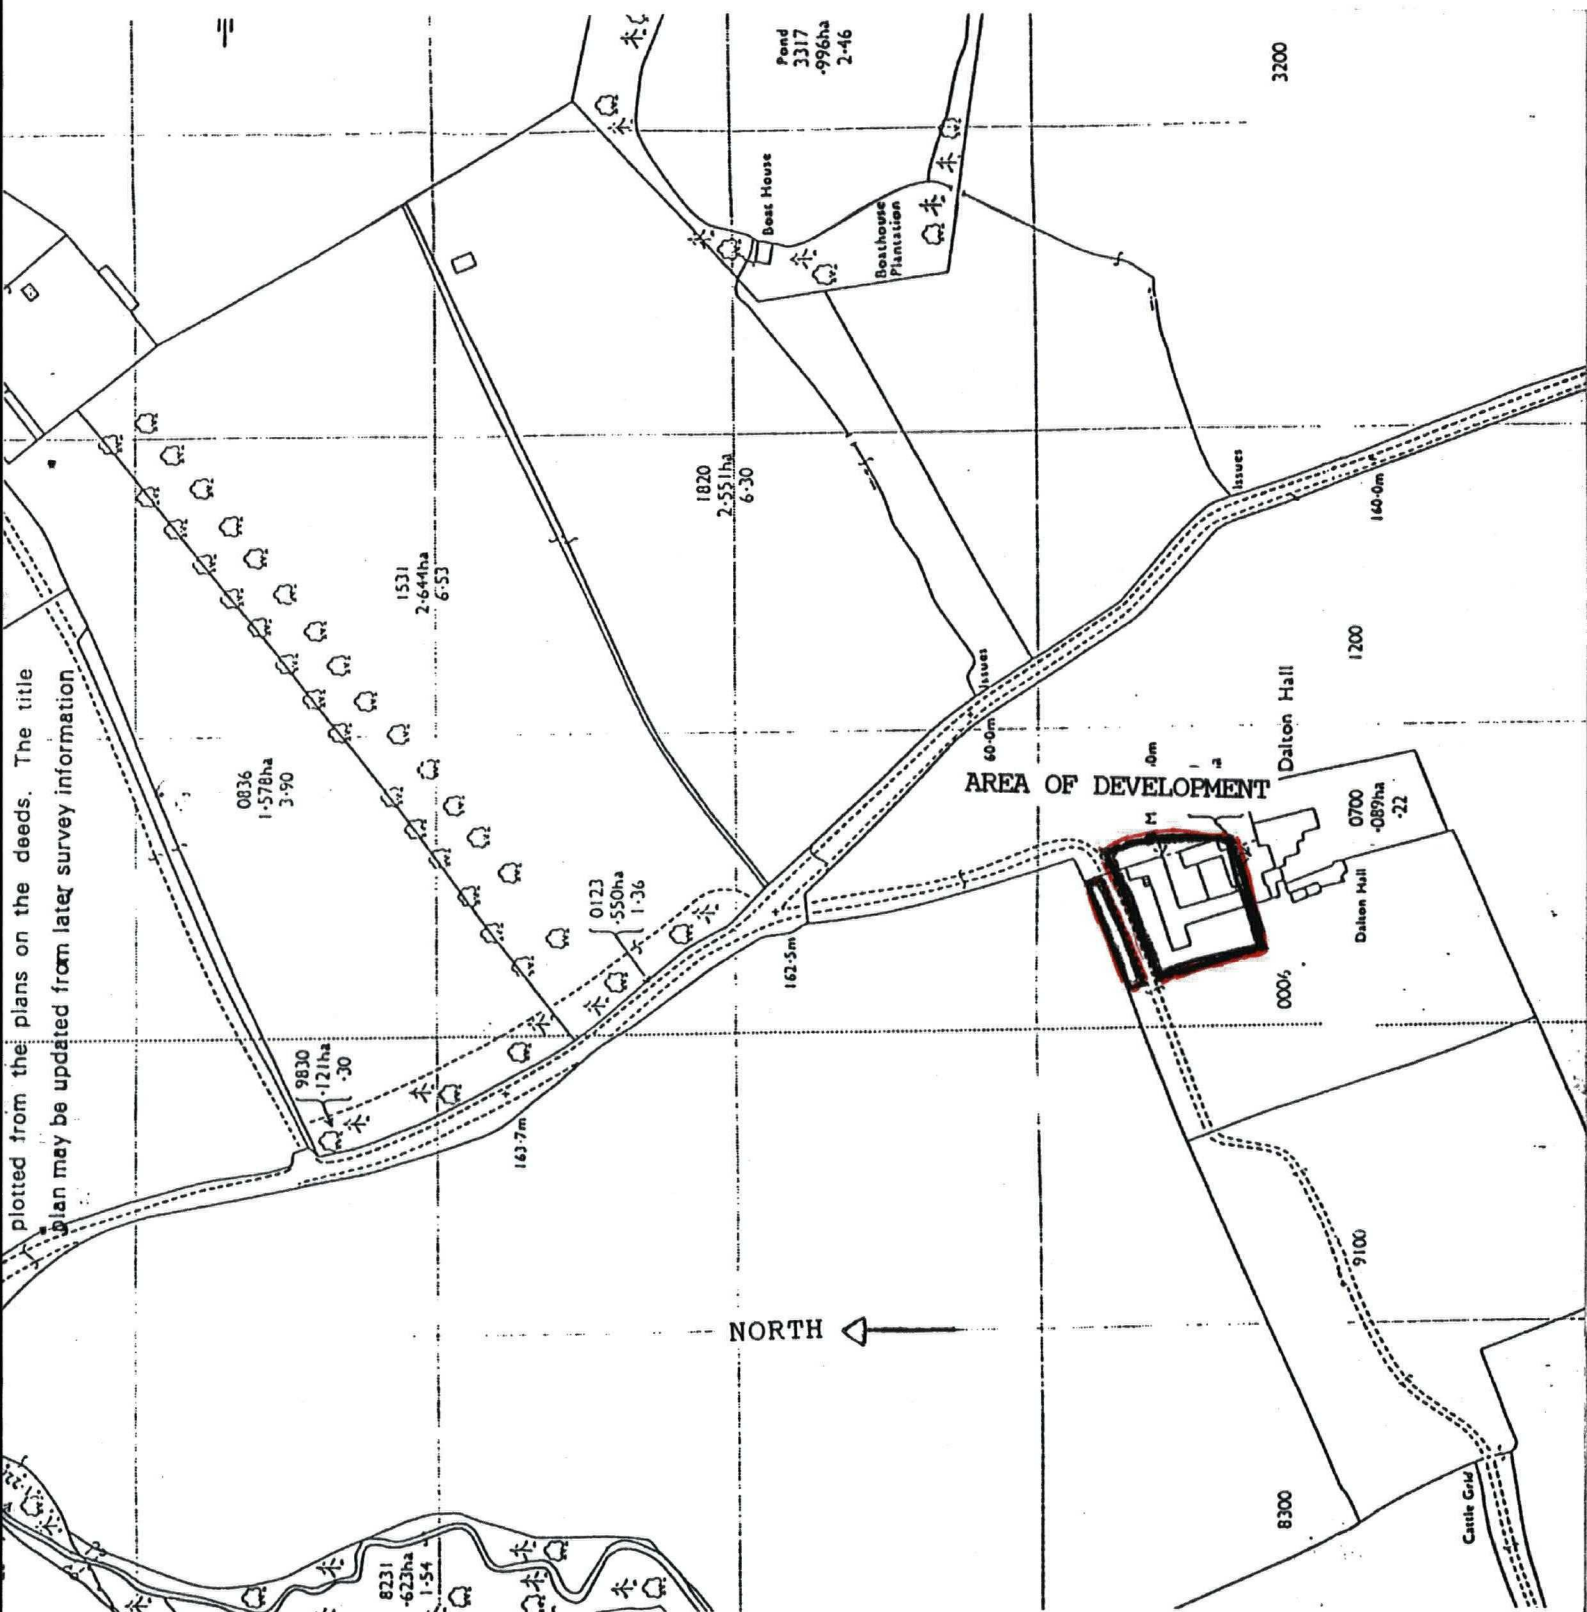 plotted from the plans on the deeds. The title
plan may be updated from later survey information
Pond
3317
·996ha
2·46
3200
Boat House
Boathouse
Plantation
1531
2·644ha
6·53
1820
2·551ha
6·30
Issues
160·0m
0836
1·578ha
3·90
Issues
60·0m
1200
Dalton Hall
AREA OF DEVELOPMENT
·0m
M
0700
·089ha
·22
Dalton Hall
0123
·550ha
1·36
162·5m
0006
9830
·121ha
·30
163·7m
NORTH
9100
8231
·623ha
1·54
8300
Cattle Grid